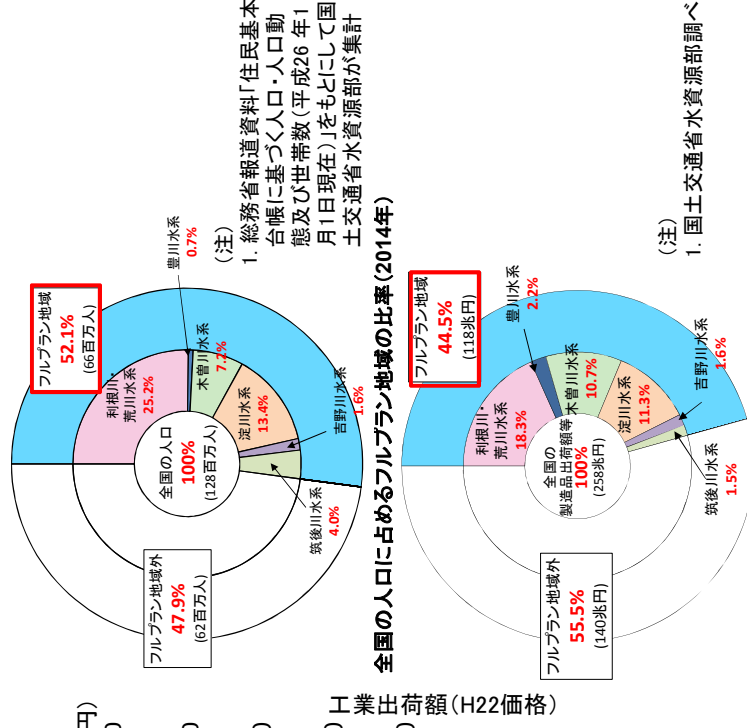 フルプラン地域
52.1%
(66百万人)
利根川・
荒川水系
25.2%
豊川水系
0.7%
木曽川水系
7.2%
淀川水系
13.4%
吉野川水系
1.6%
筑後川水系
4.0%
全国の人口
100%
(128百万人)
フルプラン地域外
47.9%
(62百万人)
(注)
1. 総務省報道資料「住民基本
台帳に基づく人口・人口動
態及び世帯数(平成26 年1
月1日現在)」をもとにして国
土交通省水資源部が集計
全国の人口に占めるフルプラン地域の比率(2014年)
フルプラン地域
44.5%
(118兆円)
利根川・
荒川水系
18.3%
豊川水系
2.2%
木曽川水系
10.7%
淀川水系
11.3%
吉野川水系
1.6%
筑後川水系
1.5%
全国の
製造品出荷額等
100%
(258兆円)
フルプラン地域外
55.5%
(140兆円)
(注)
1. 国土交通省水資源部調べ
工業出荷額(H22価格)
円)
0
0
0
0
0